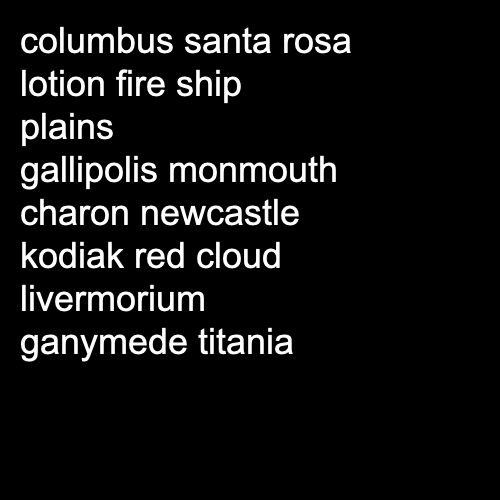 columbus santa rosa
lotion fire ship
plains
gallipolis monmouth
charon newcastle
kodiak red cloud
livermorium
ganymede titania